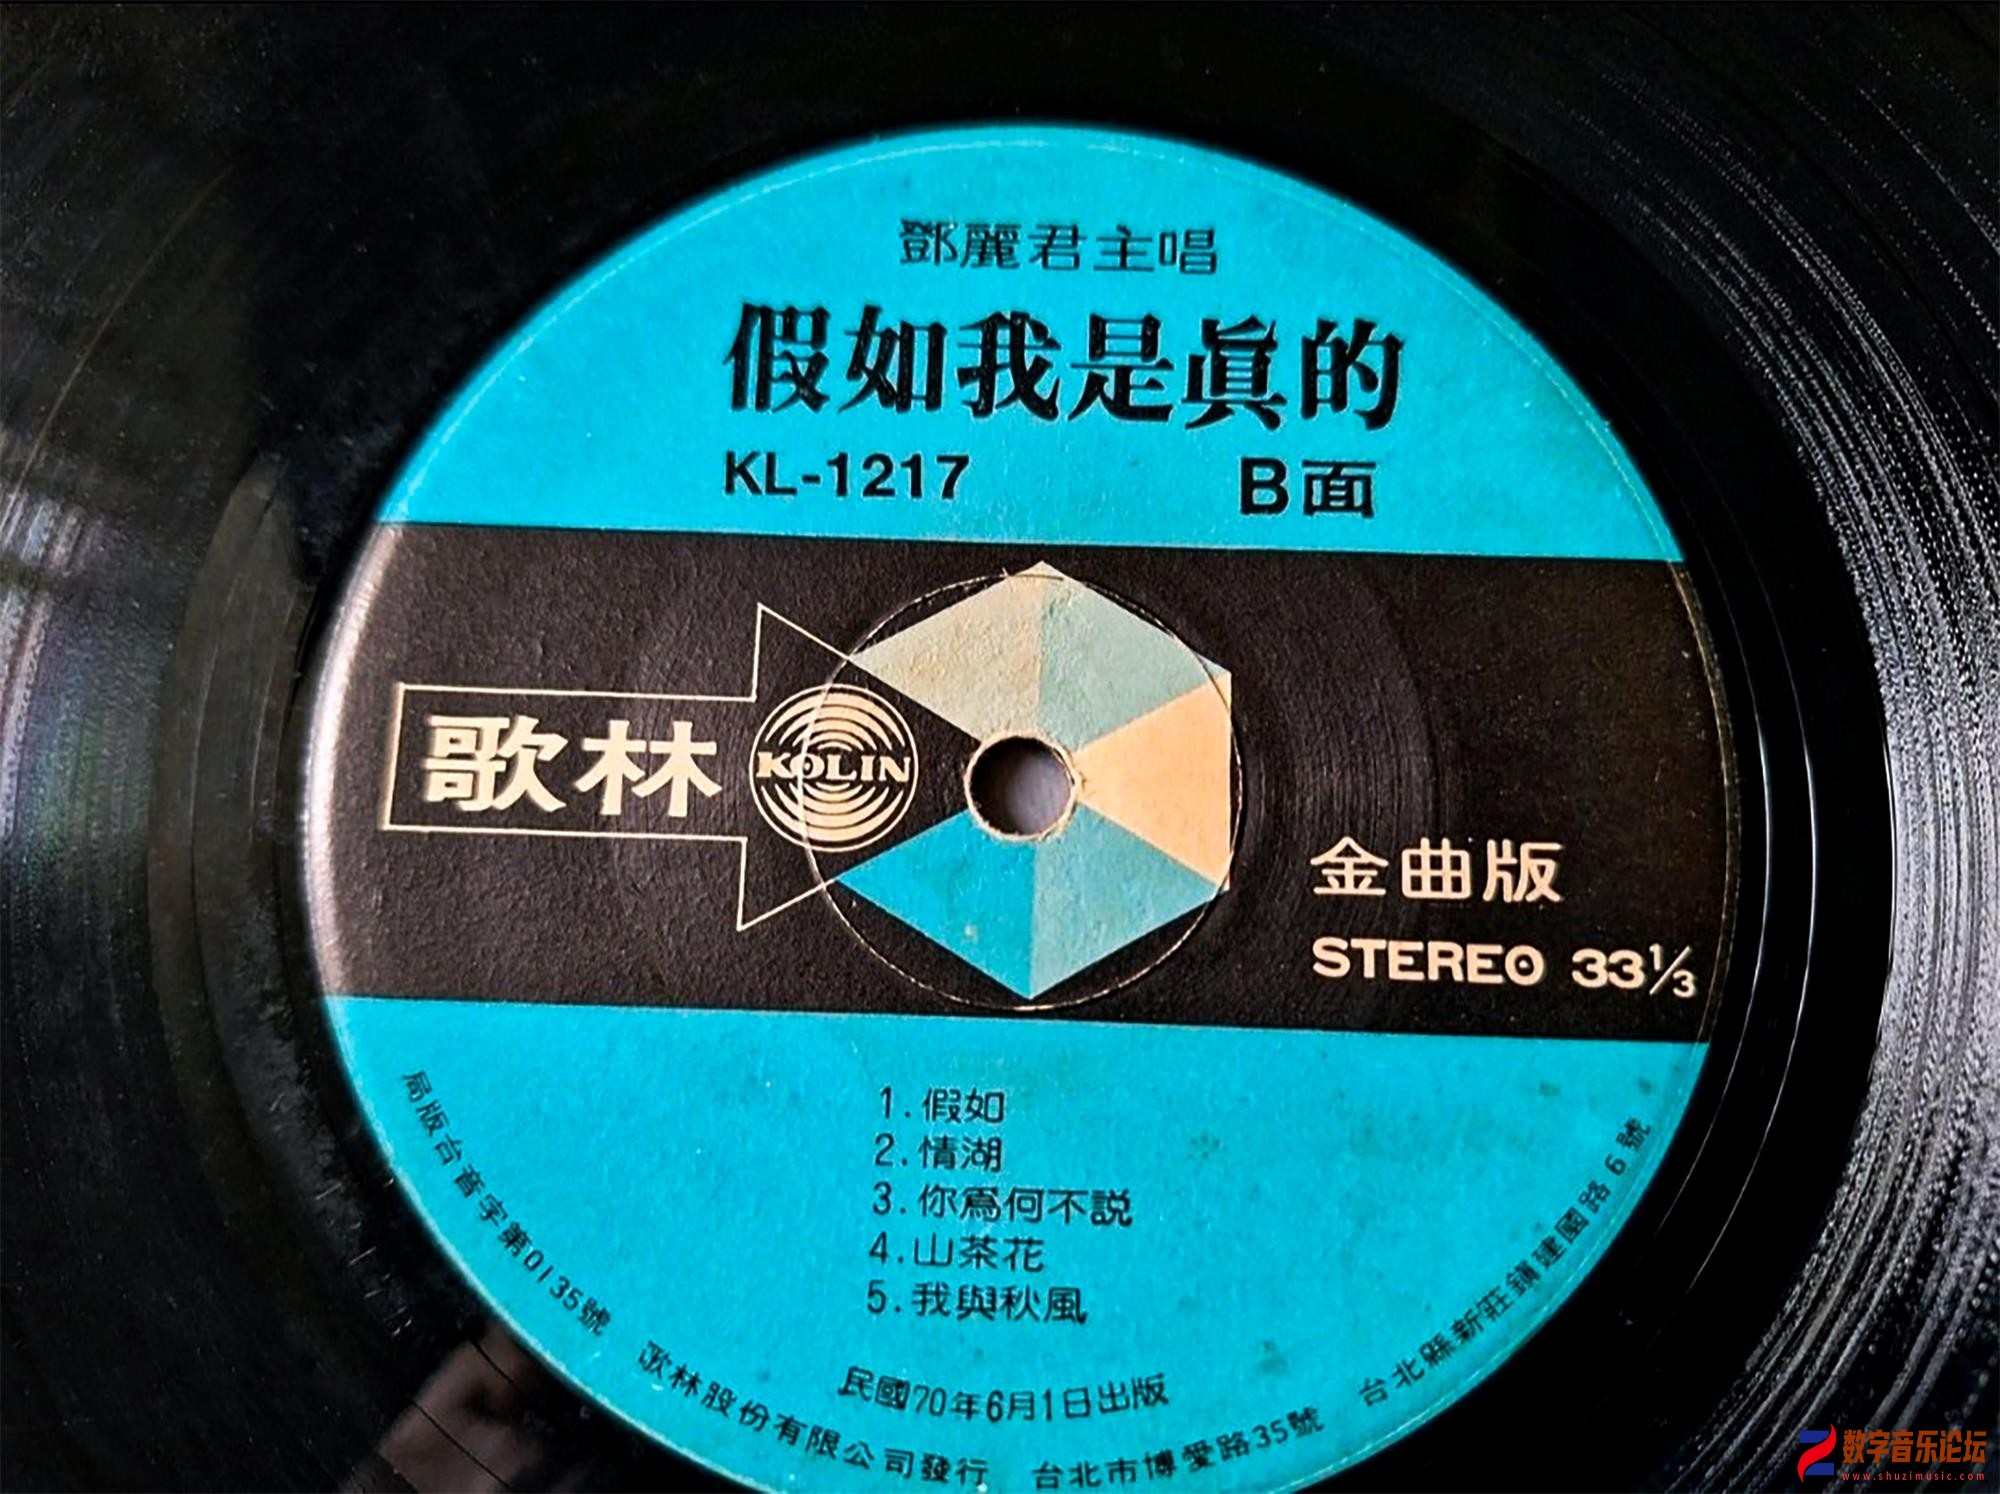 鄧麗君主唱
假如我是眞的
KL-1217 B面
歌林 KOLIN
金曲版
STEREO 33⅓
1.假如
2.情湖
3.你爲何不説
4.山茶花
5.我與秋風
民國70年6月1日出版
局版台音字第0135號 歌林股份有限公司發行 台北市博愛路35號 台北縣新莊鎮建國路6號
数字音乐论坛
www.shuzimusic.com